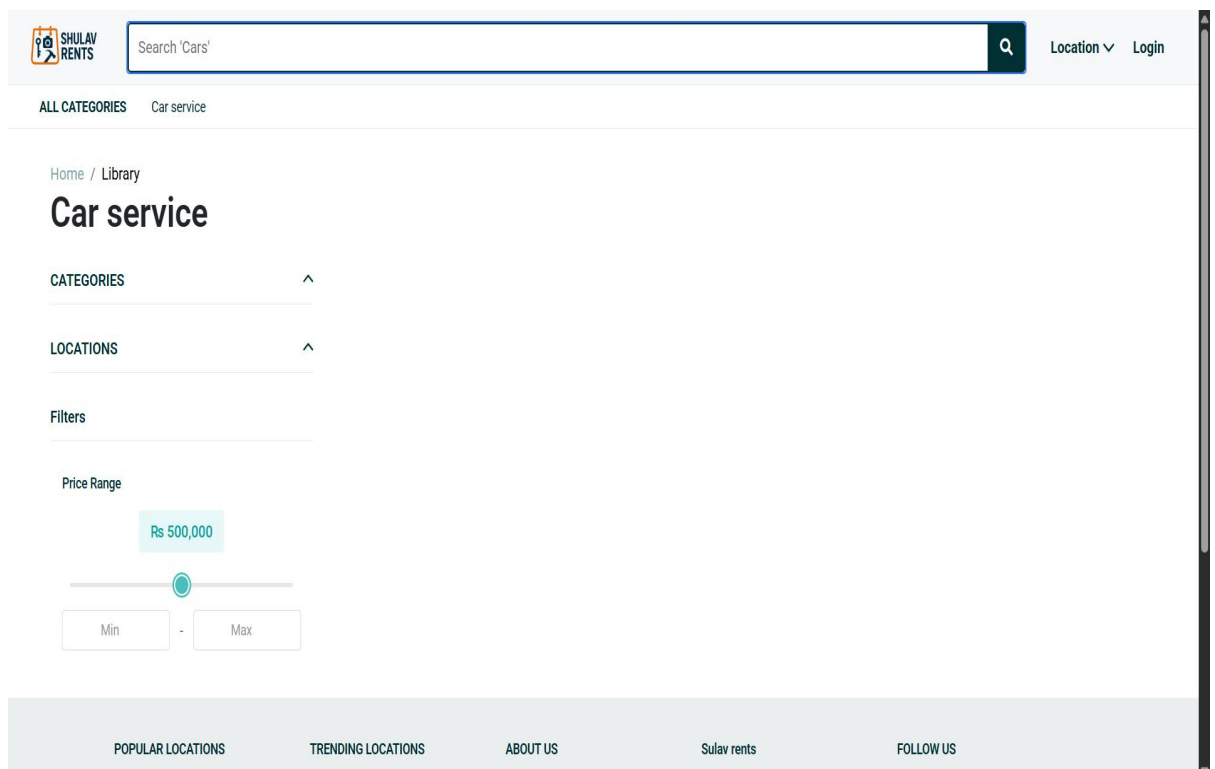 SHULAV
RENTS
Search 'Cars'
Location
Login
ALL CATEGORIES
Car service
Home / Library
Car service
CATEGORIES
LOCATIONS
Filters
Price Range
Rs 500,000
Min - Max
POPULAR LOCATIONS
TRENDING LOCATIONS
ABOUT US
Sulav rents
FOLLOW US